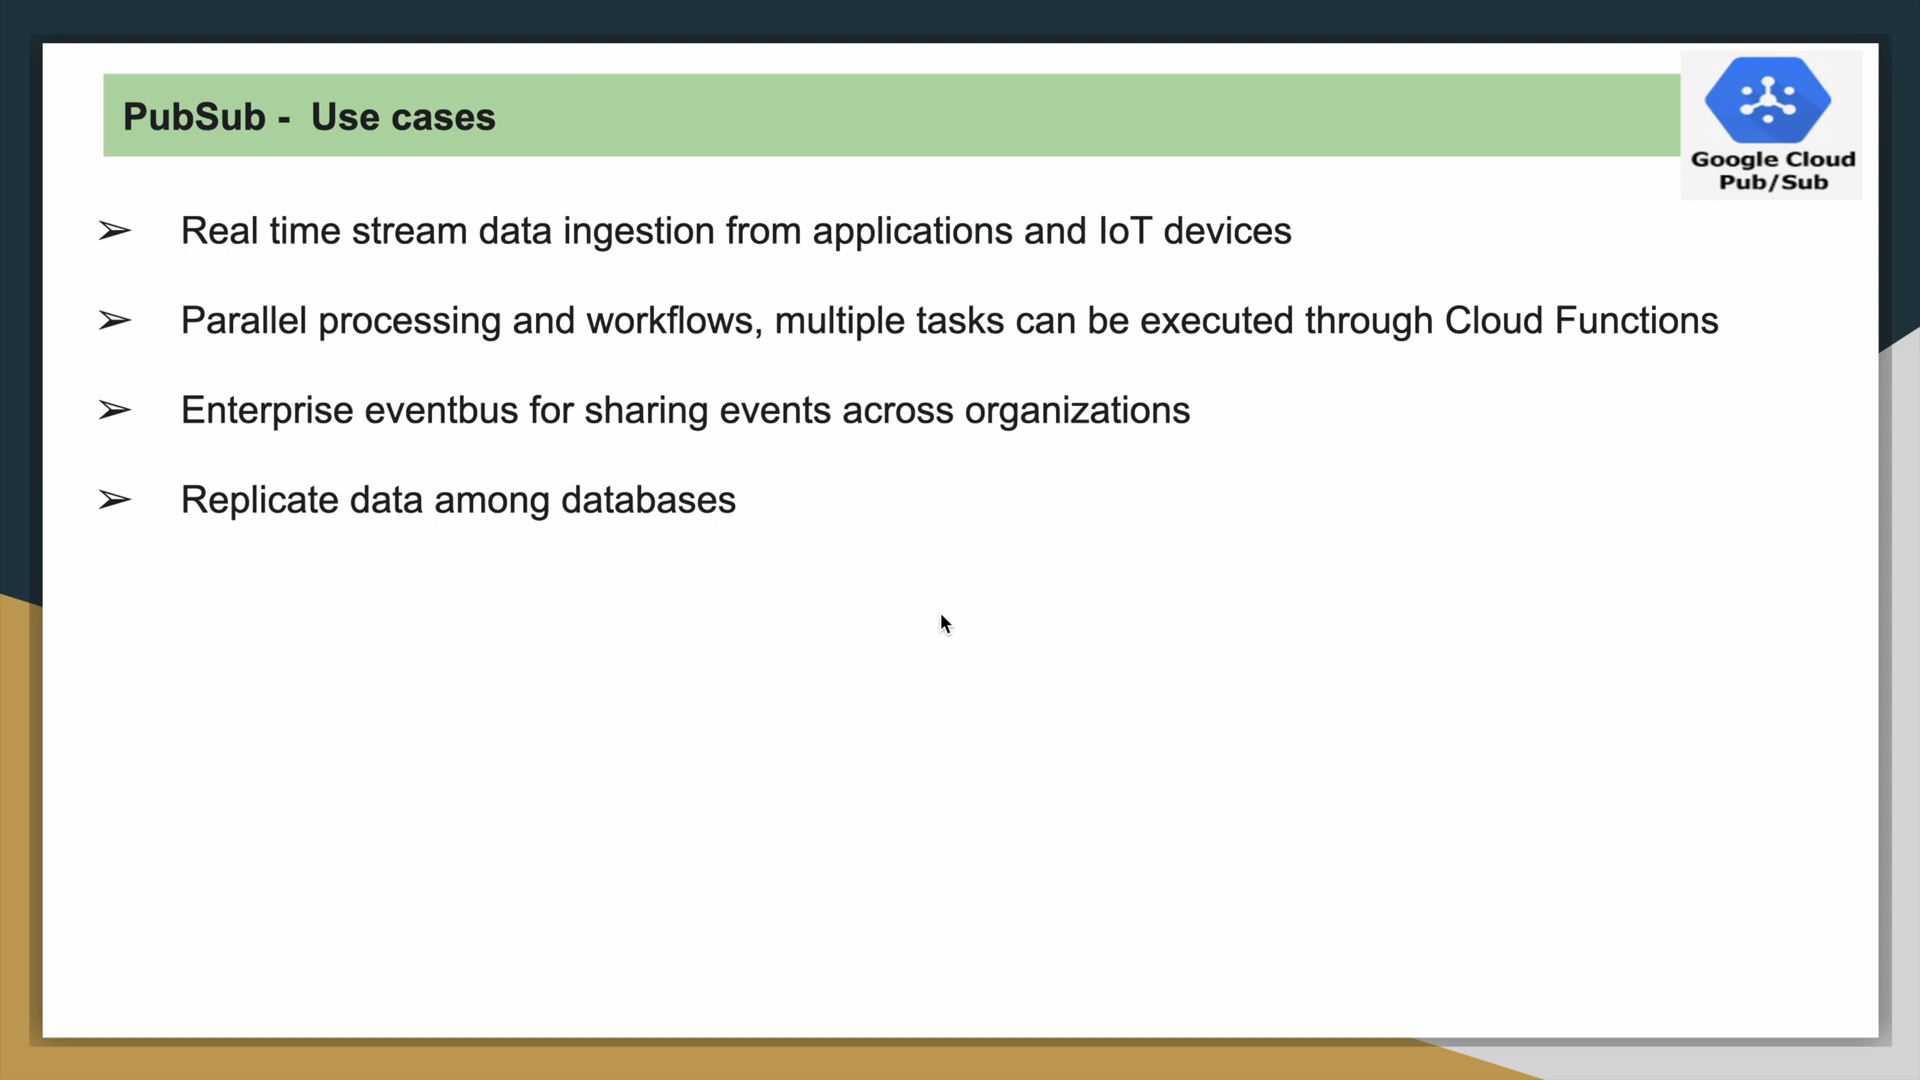 PubSub - Use cases
Google Cloud
Pub/Sub
➢ Real time stream data ingestion from applications and IoT devices
➢ Parallel processing and workflows, multiple tasks can be executed through Cloud Functions
➢ Enterprise eventbus for sharing events across organizations
➢ Replicate data among databases